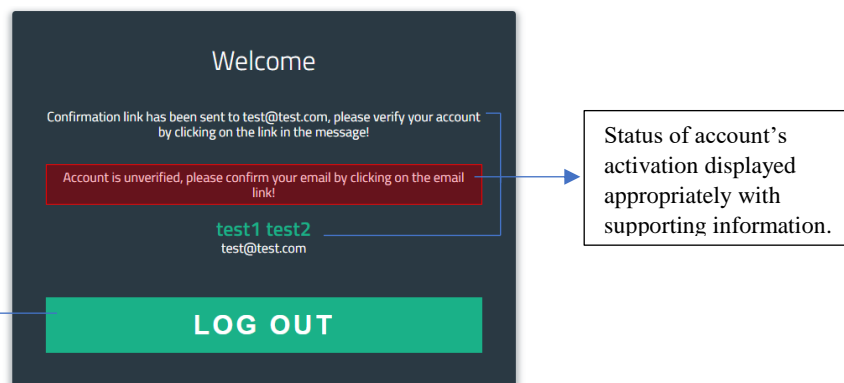 Welcome
Confirmation link has been sent to test@test.com, please verify your account
by clicking on the link in the message!
Account is unverified, please confirm your email by clicking on the email
link!
test1 test2
test@test.com
LOG OUT
Status of account's
activation displayed
appropriately with
supporting information.